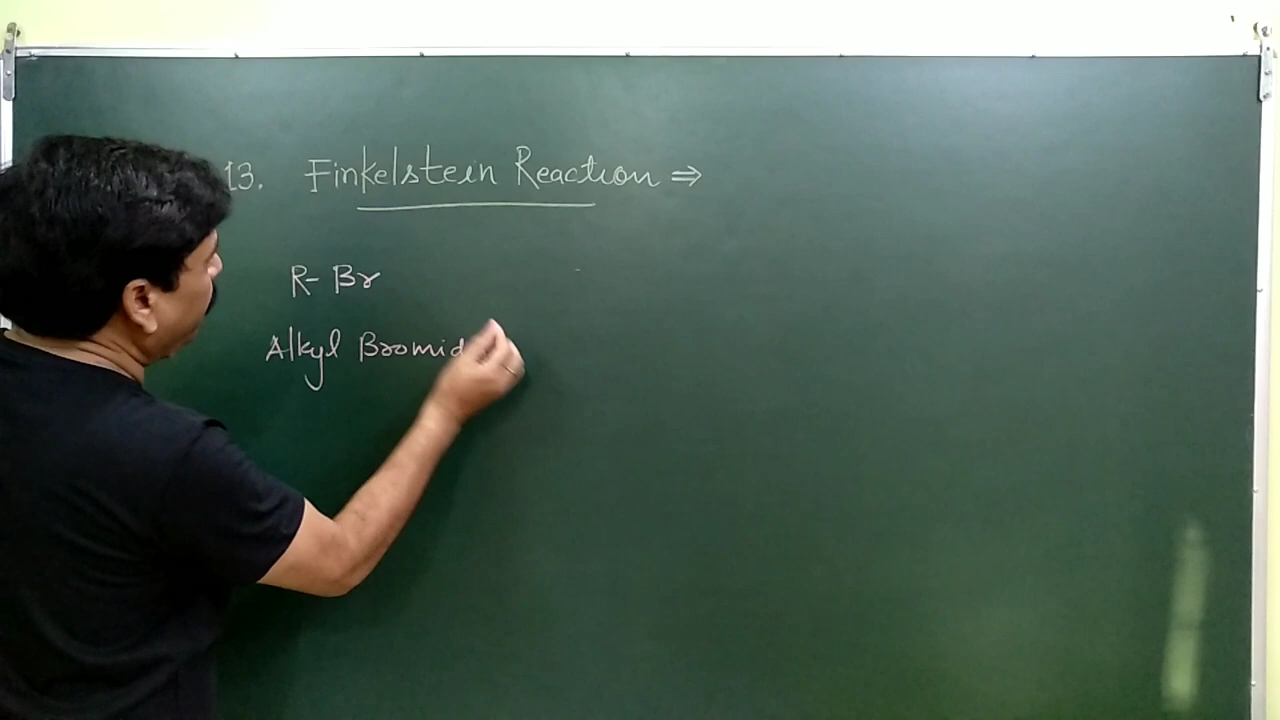 13. Finkelstein Reaction ⇒
R- Br
Alkyl Bromid